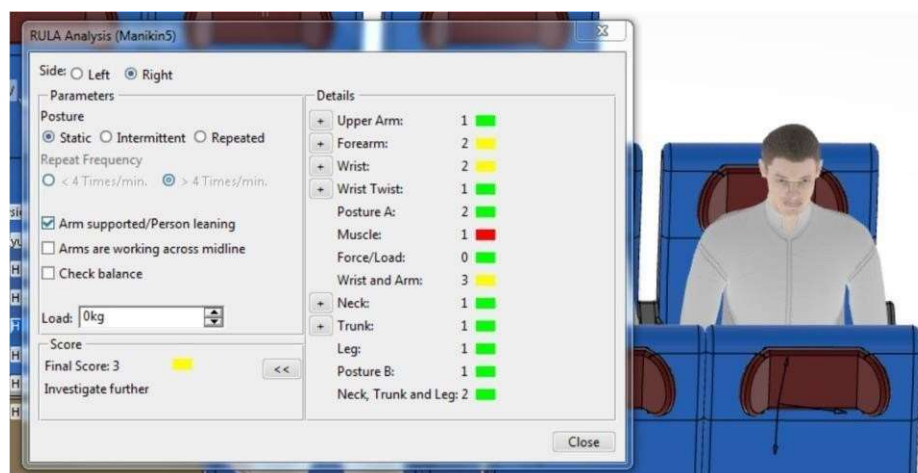 RULA Analysis (Manikin5)
Side: Left Right
Parameters
Posture
Static Intermittent Repeated
Repeat Frequency
< 4 Times/min. > 4 Times/min.
Arm supported/Person leaning
Arms are working across midline
Check balance
Load: 0kg
Score
Final Score: 3
<<
Investigate further
Details
+ Upper Arm: 1
+ Forearm: 2
+ Wrist: 2
+ Wrist Twist: 1
Posture A: 2
Muscle: 1
Force/Load: 0
Wrist and Arm: 3
+ Neck: 1
+ Trunk: 1
Leg: 1
Posture B: 1
Neck, Trunk and Leg: 2
Close